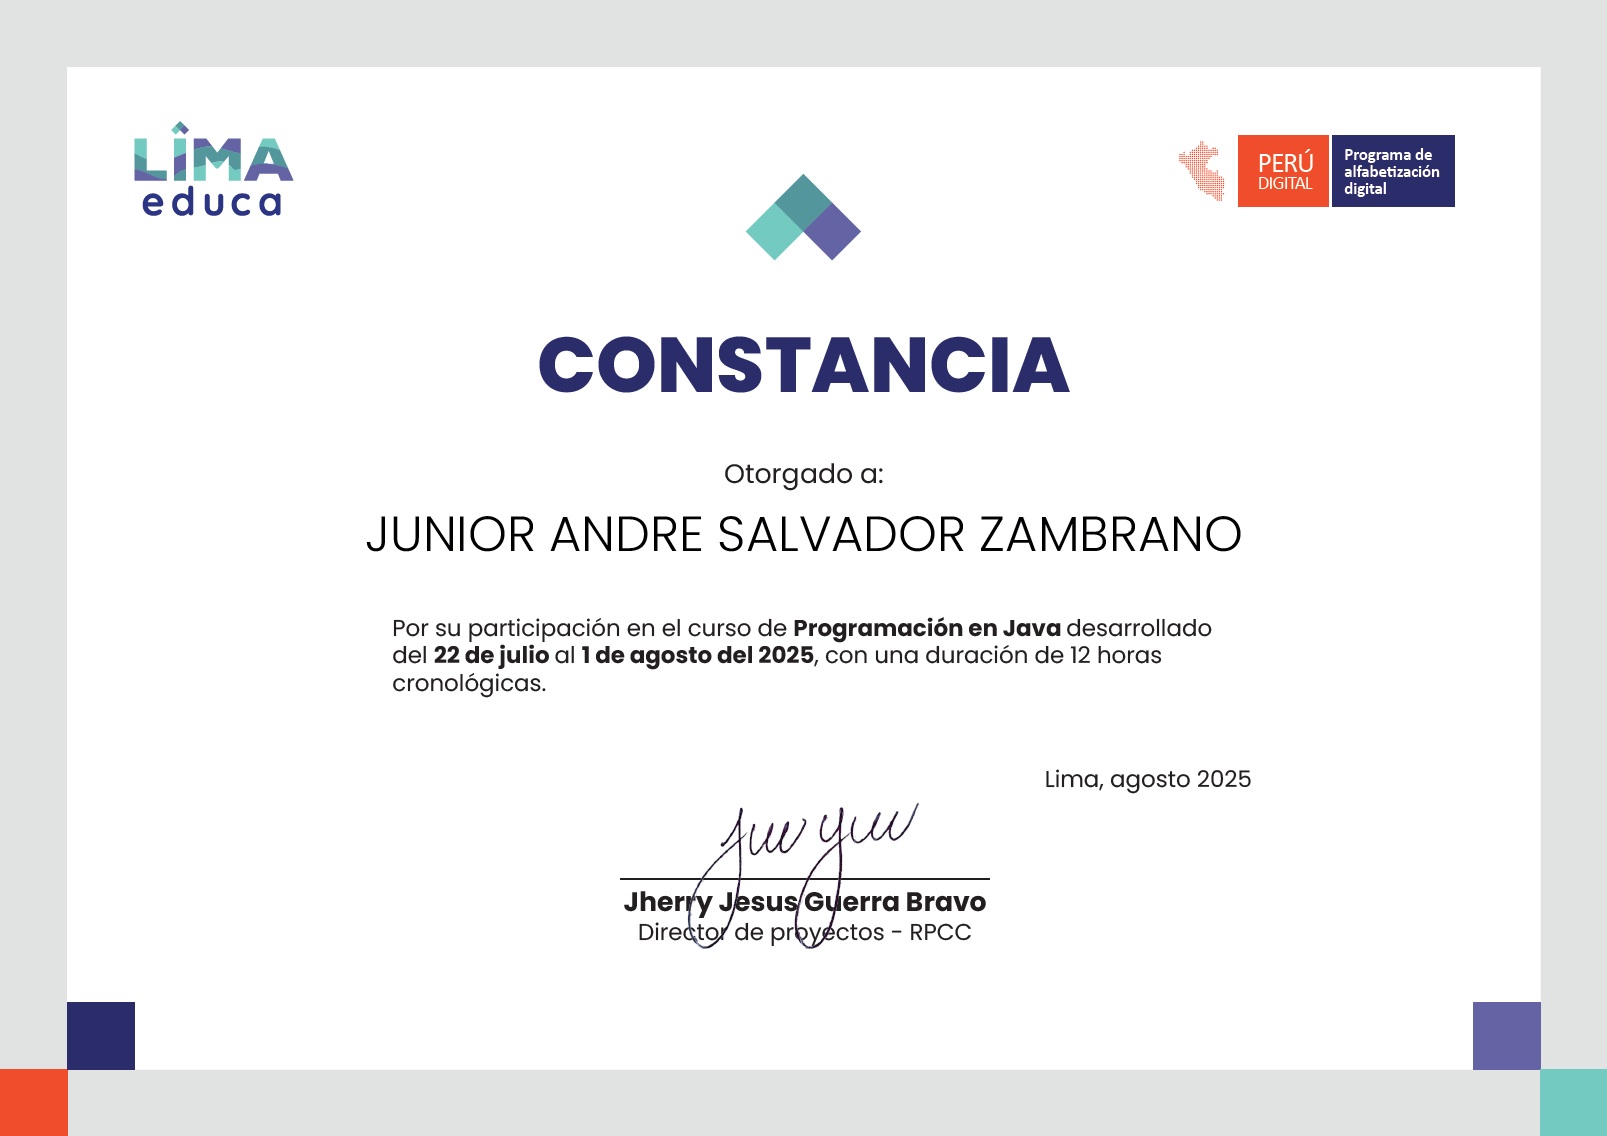 LIMA
educa
PERÚ
DIGITAL
Programa de
alfabetización
digital
CONSTANCIA
Otorgado a:
JUNIOR ANDRE SALVADOR ZAMBRANO
Por su participación en el curso de Programación en Java desarrollado
del 22 de julio al 1 de agosto del 2025, con una duración de 12 horas
cronológicas.
Lima, agosto 2025
Jherry Jesus Guerra Bravo
Director de proyectos - RPCC